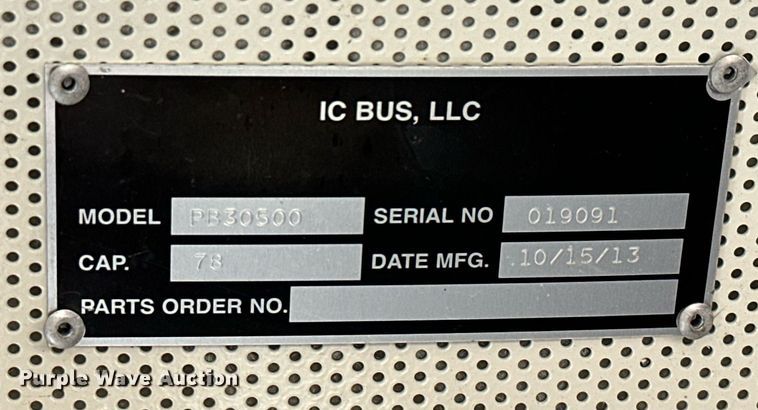 IC BUS, LLC
MODEL PB30500 SERIAL NO 019091
CAP. 78 DATE MFG. 10/15/13
PARTS ORDER NO.
Purple Wave Auction